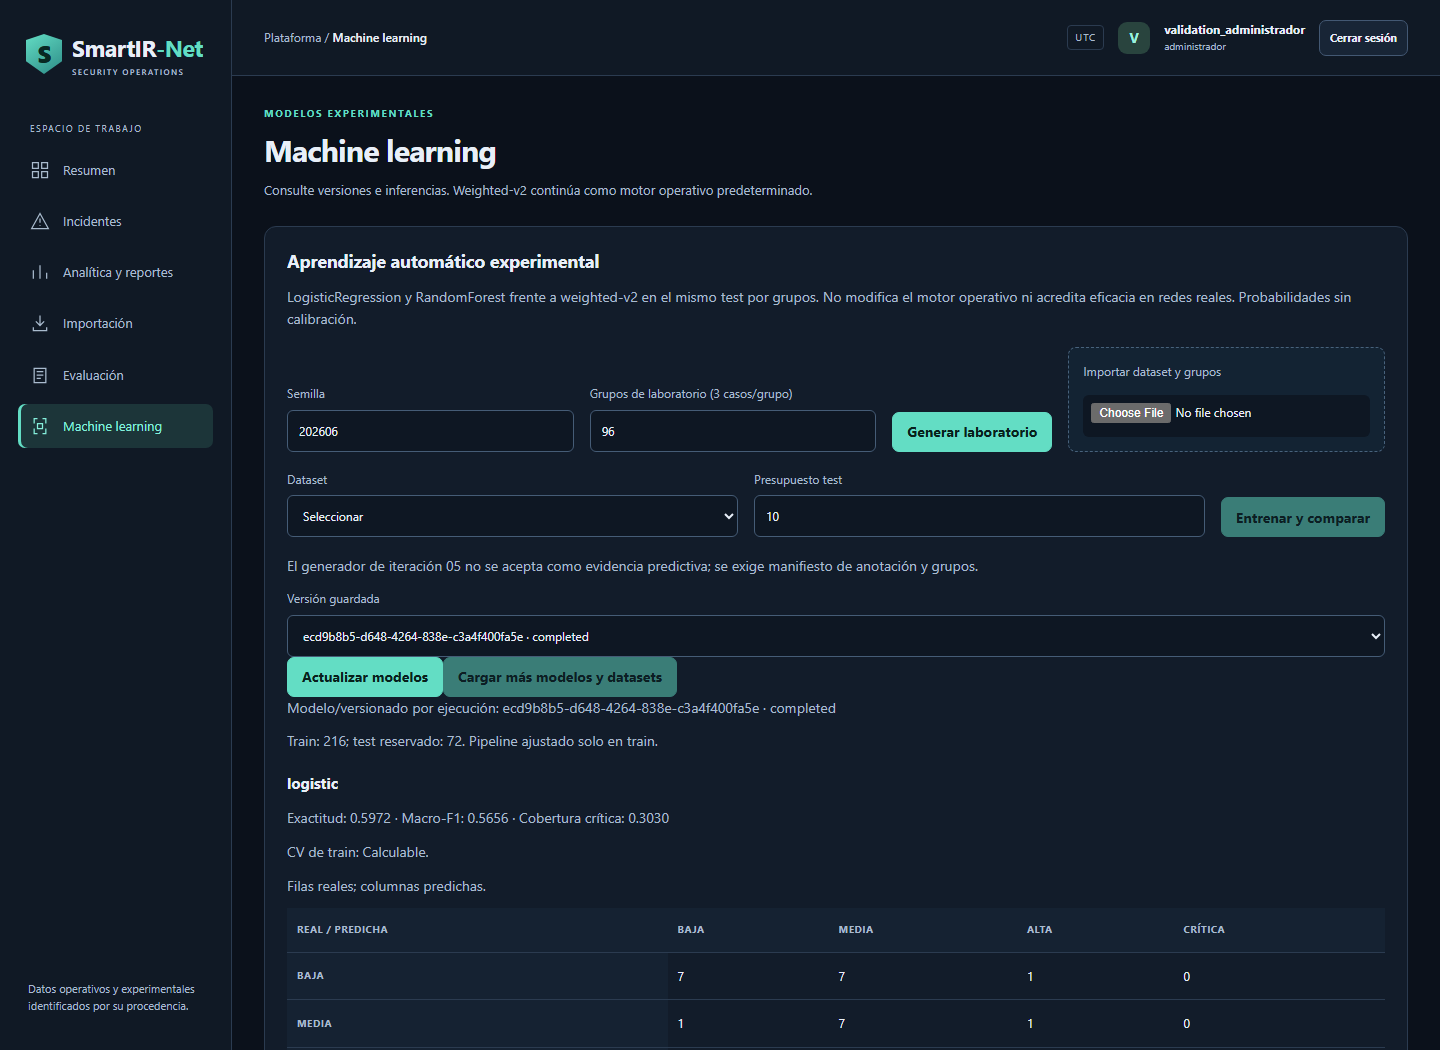 SmartIR-Net
SECURITY OPERATIONS
ESPACIO DE TRABAJO
Resumen
Incidentes
Analítica y reportes
Importación
Evaluación
Machine learning
Datos operativos y experimentales
identificados por su procedencia.
Plataforma / Machine learning
UTC
V
validation_administrador
administrador
Cerrar sesión
MODELOS EXPERIMENTALES
Machine learning
Consulte versiones e inferencias. Weighted-v2 continúa como motor operativo predeterminado.
Aprendizaje automático experimental
LogisticRegression y RandomForest frente a weighted-v2 en el mismo test por grupos. No modifica el motor operativo ni acredita eficacia en redes reales. Probabilidades sin
calibración.
Semilla
202606
Grupos de laboratorio (3 casos/grupo)
96
Generar laboratorio
Importar dataset y grupos
Choose File No file chosen
Dataset
Seleccionar
Presupuesto test
10
Entrenar y comparar
El generador de iteración 05 no se acepta como evidencia predictiva; se exige manifiesto de anotación y grupos.
Versión guardada
ecd9b8b5-d648-4264-838e-c3a4f400fa5e · completed
Actualizar modelos
Cargar más modelos y datasets
Modelo/versionado por ejecución: ecd9b8b5-d648-4264-838e-c3a4f400fa5e · completed
Train: 216; test reservado: 72. Pipeline ajustado solo en train.
logistic
Exactitud: 0.5972 · Macro-F1: 0.5656 · Cobertura crítica: 0.3030
CV de train: Calculable.
Filas reales; columnas predichas.
REAL / PREDICHA BAJA MEDIA ALTA CRÍTICA
BAJA 7 7 1 0
MEDIA 1 7 1 0